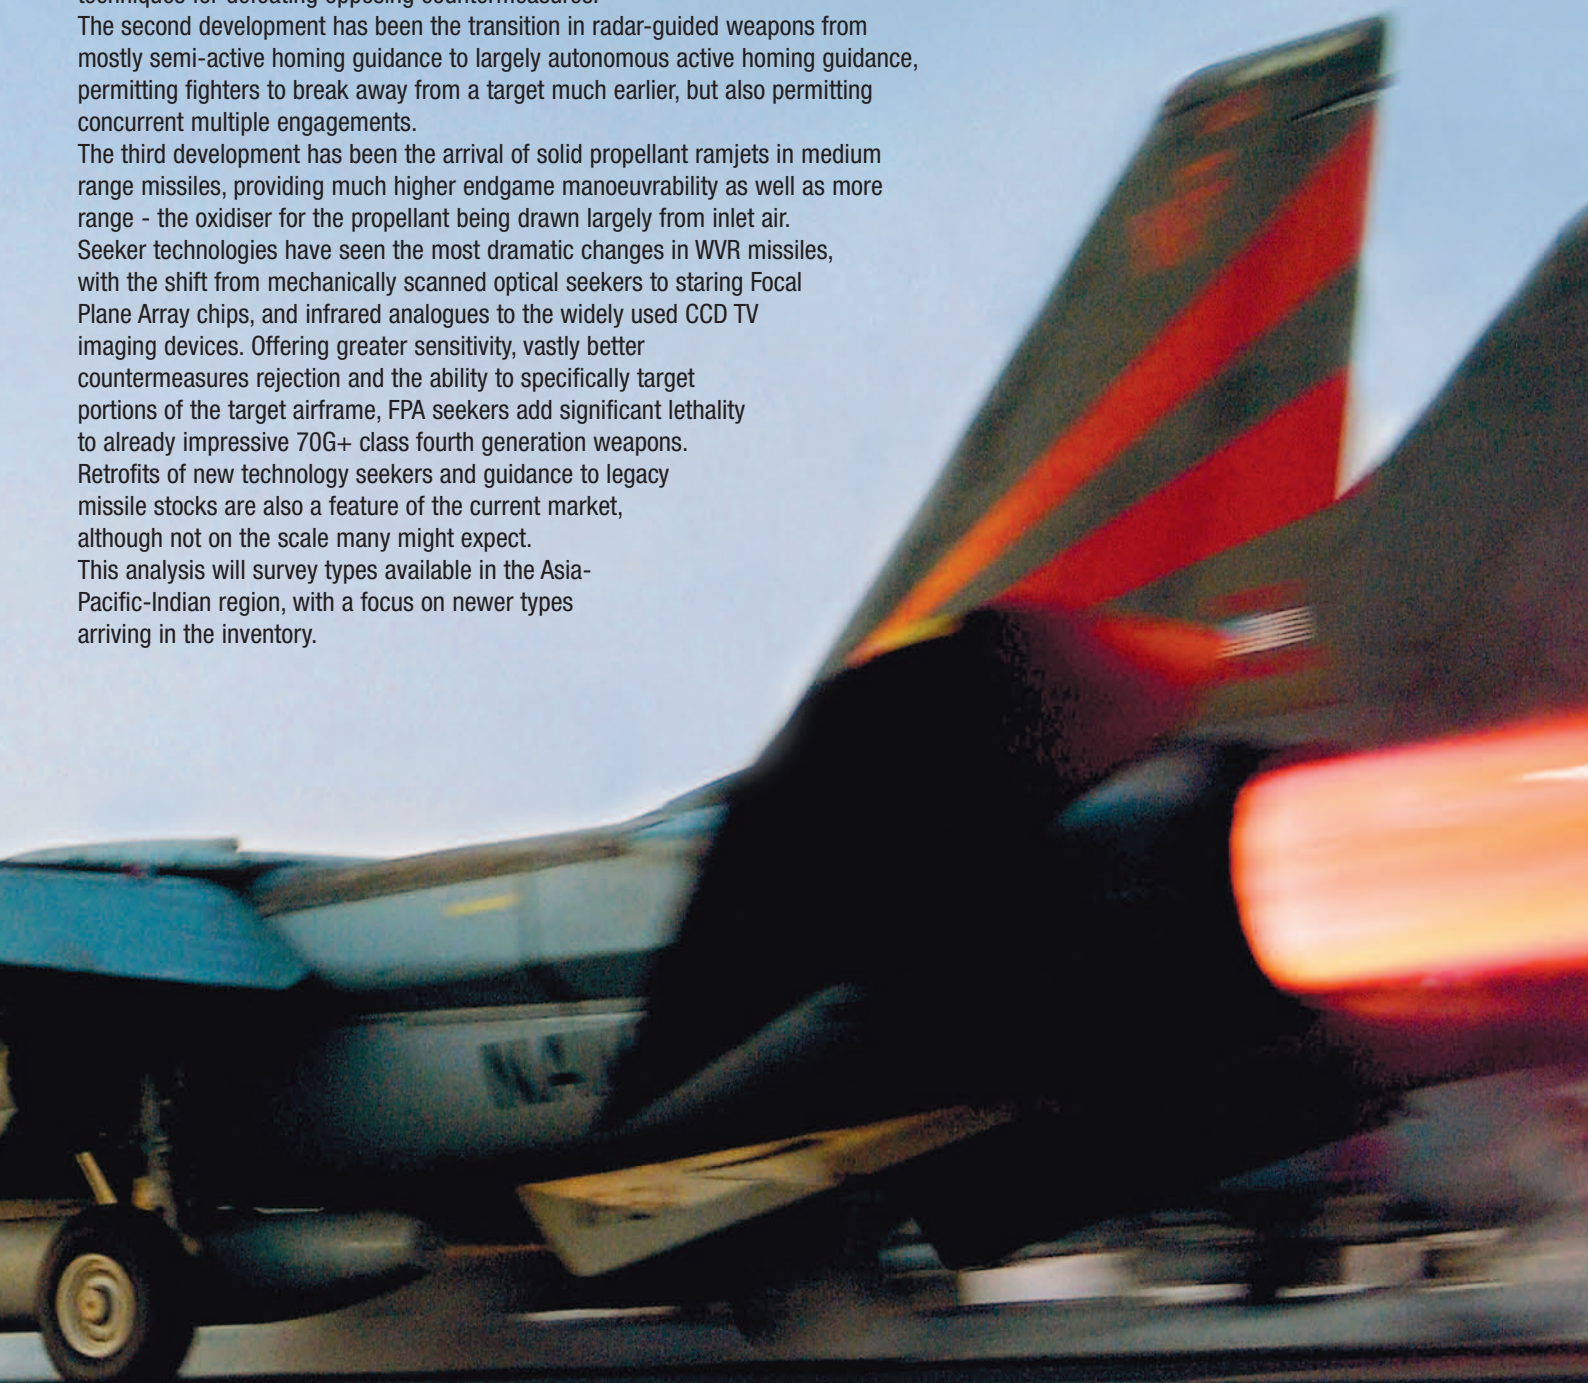 techniques for defeating opposing countermeasures.
The second development has been the transition in radar-guided weapons from
mostly semi-active homing guidance to largely autonomous active homing guidance,
permitting fighters to break away from a target much earlier, but also permitting
concurrent multiple engagements.
The third development has been the arrival of solid propellant ramjets in medium
range missiles, providing much higher endgame manoeuvrability as well as more
range - the oxidiser for the propellant being drawn largely from inlet air.
Seeker technologies have seen the most dramatic changes in WVR missiles,
with the shift from mechanically scanned optical seekers to staring Focal
Plane Array chips, and infrared analogues to the widely used CCD TV
imaging devices. Offering greater sensitivity, vastly better
countermeasures rejection and the ability to specifically target
portions of the target airframe, FPA seekers add significant lethality
to already impressive 70G+ class fourth generation weapons.
Retrofits of new technology seekers and guidance to legacy
missile stocks are also a feature of the current market,
although not on the scale many might expect.
This analysis will survey types available in the Asia-
Pacific-Indian region, with a focus on newer types
arriving in the inventory.